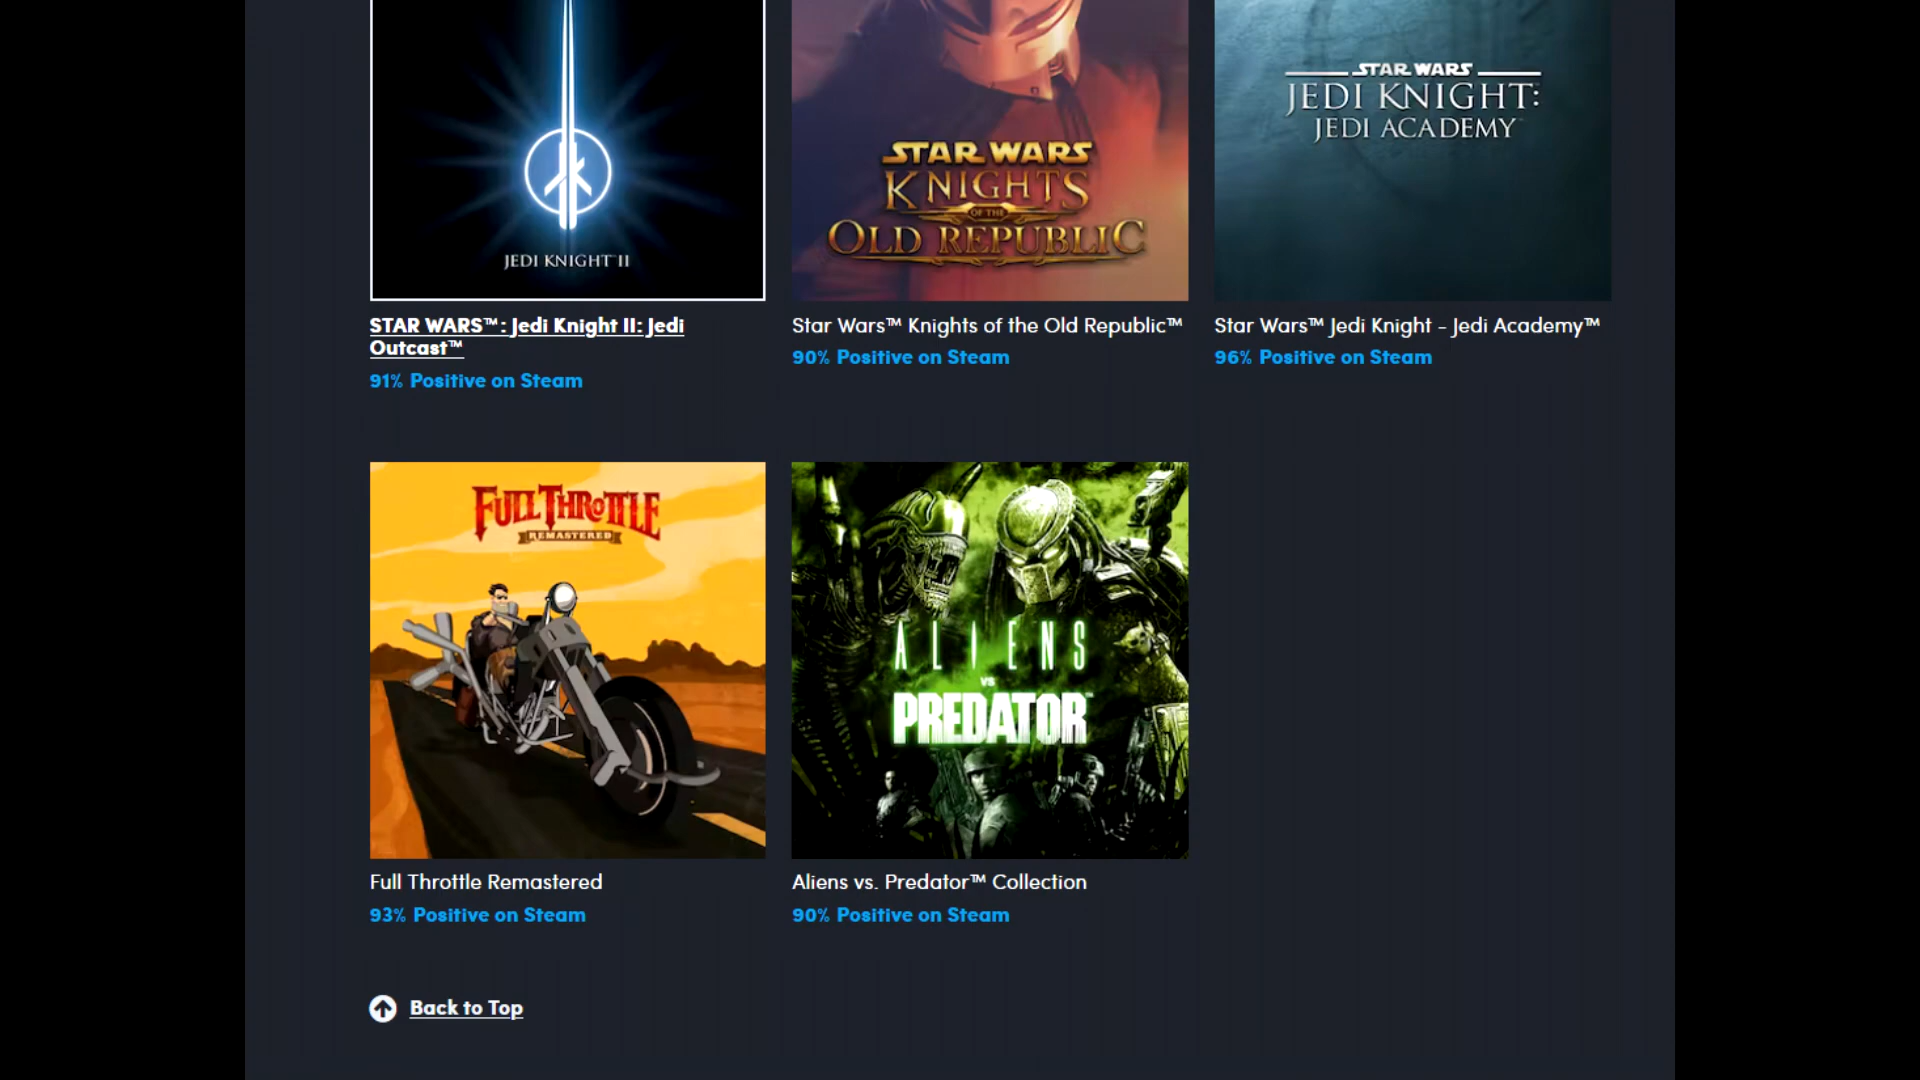 JEDI KNIGHT II
STAR WARS
KNIGHTS
OF THE
OLD REPUBLIC
STAR WARS
JEDI KNIGHT:
JEDI ACADEMY™
STAR WARS™: Jedi Knight II: Jedi
Outcast™
91% Positive on Steam
Star Wars™ Knights of the Old Republic™
90% Positive on Steam
Star Wars™ Jedi Knight - Jedi Academy™
96% Positive on Steam
FULL THROTTLE
REMASTERED
ALIENS
VS
PREDATOR™
Full Throttle Remastered
93% Positive on Steam
Aliens vs. Predator™ Collection
90% Positive on Steam
Back to Top